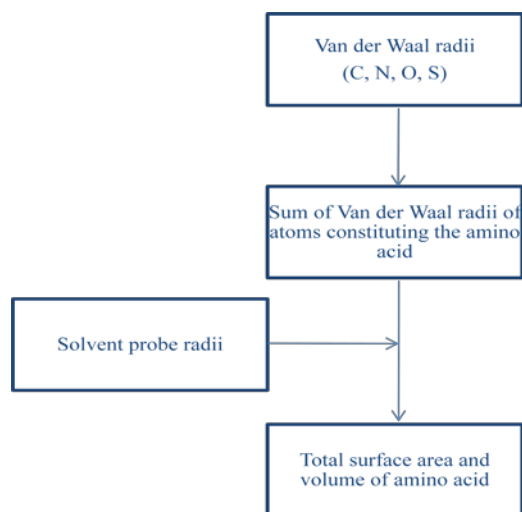 Van der Waal radii
(C, N, O, S)
Sum of Van der Waal radii of
atoms constituting the amino
acid
Solvent probe radii
Total surface area and
volume of amino acid